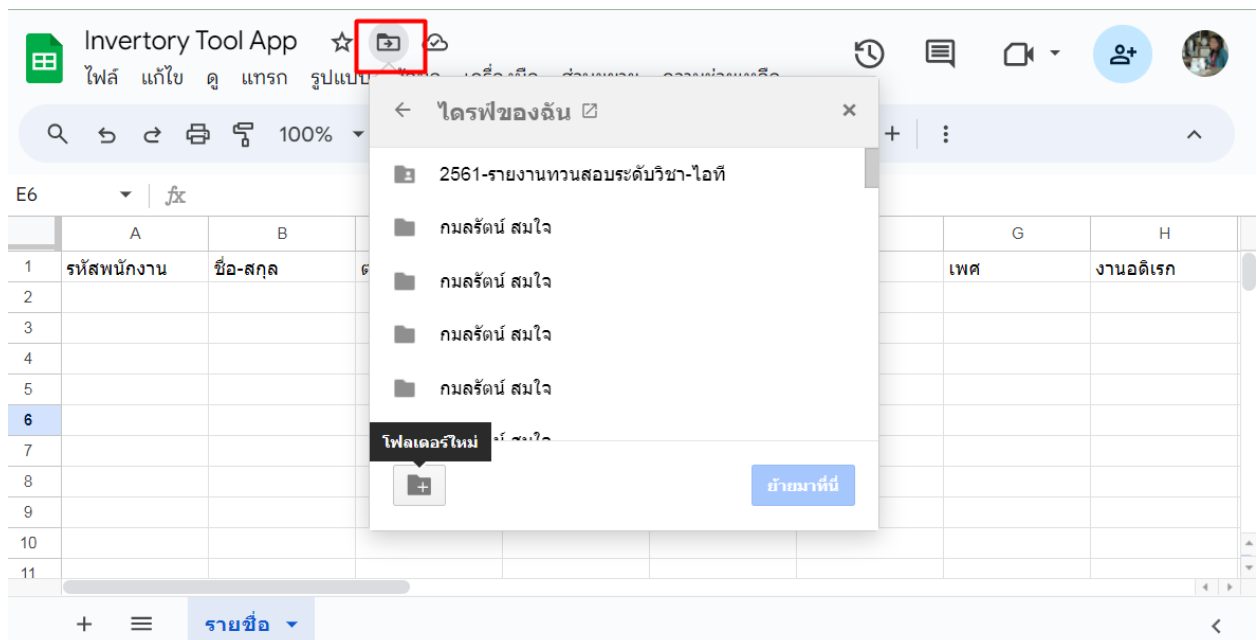 Invertory Tool App
ไฟล์ แก้ไข ดู แทรก รูปแบบ
ไดรฟ์ของฉัน
100%
2561-รายงานทวนสอบระดับวิชา-ไอที
E6 fx
กมลรัตน์ สมใจ
A B G H
1 รหัสพนักงาน ชื่อ-สกุล เพศ งานอดิเรก
กมลรัตน์ สมใจ
2
3
กมลรัตน์ สมใจ
4
5
กมลรัตน์ สมใจ
6
โฟลเดอร์ใหม่
7
8
ย้ายมาที่นี่
9
10
11
รายชื่อ